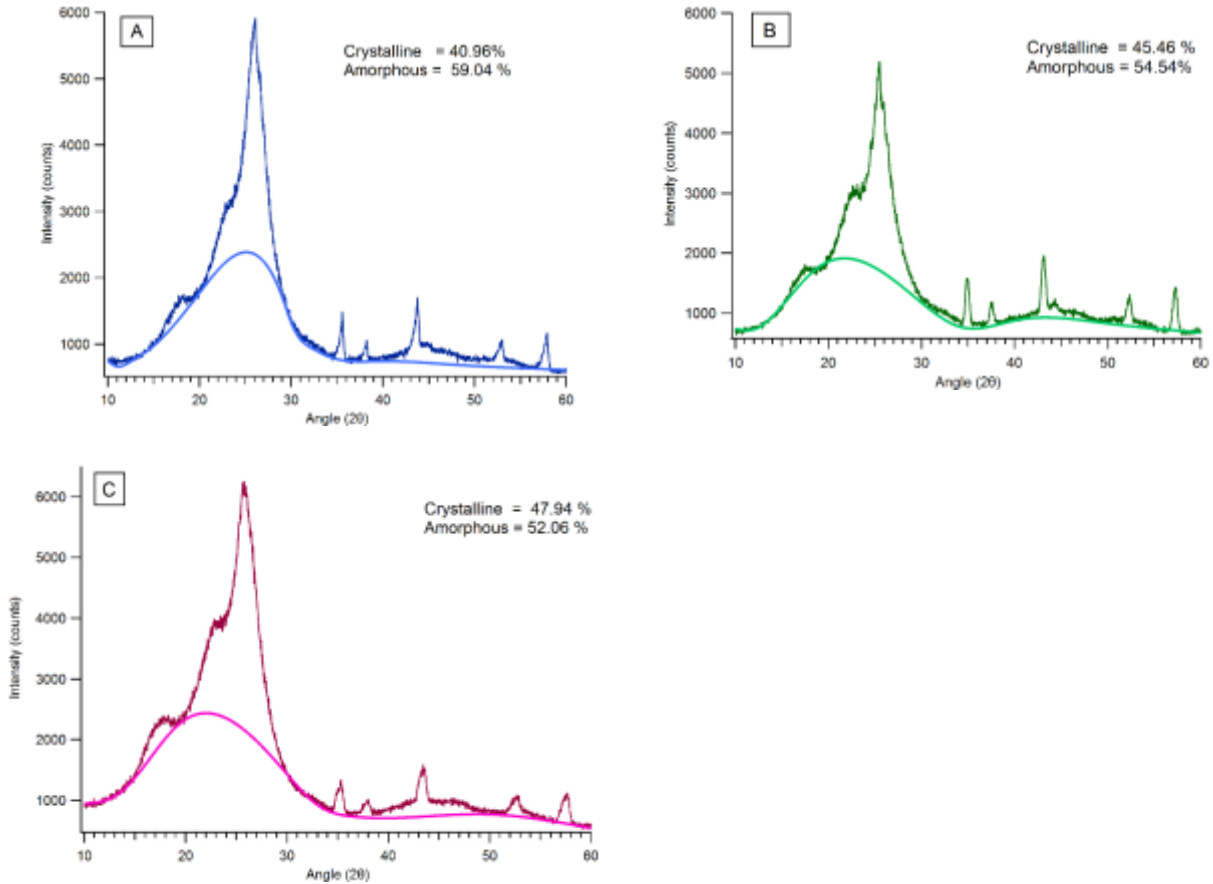 A
Crystalline = 40.96%
Amorphous = 59.04 %
6000
5000
4000
3000
2000
1000
Intensity (counts)
10 20 30 40 50 60
Angle (2θ)
B
Crystalline = 45.46 %
Amorphous = 54.54%
6000
5000
4000
3000
2000
1000
Intensity (counts)
10 20 30 40 50 60
Angle (2θ)
C
Crystalline = 47.94 %
Amorphous = 52.06 %
6000
5000
4000
3000
2000
1000
Intensity (counts)
10 20 30 40 50 60
Angle (2θ)